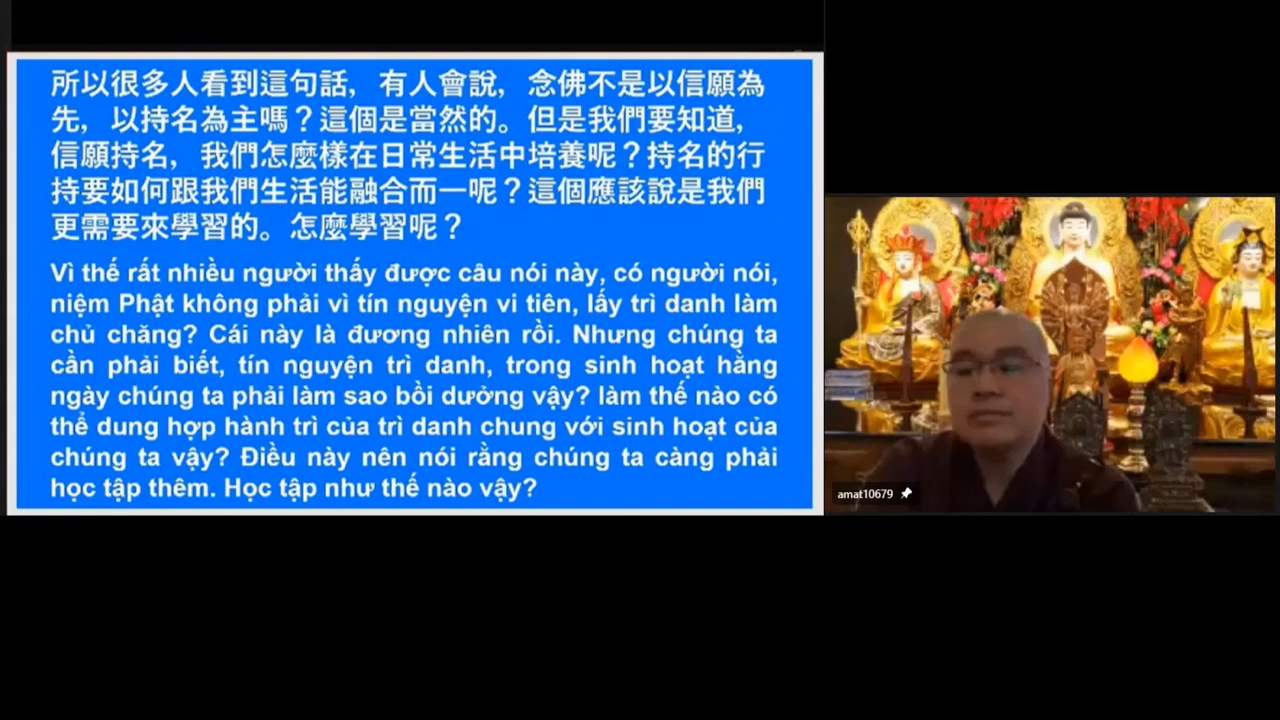 所以很多人看到這句話，有人會說，念佛不是以信願為
先，以持名為主嗎？這個是當然的。但是我們要知道，
信願持名，我們怎麼樣在日常生活中培養呢？持名的行
持要如何跟我們生活能融合而一呢？這個應該說是我們
更需要來學習的。怎麼學習呢？
Vì thế rất nhiều người thấy được câu nói này, có người nói,
niệm Phật không phải vì tín nguyện vi tiên, lấy trì danh làm
chủ chăng? Cái này là đương nhiên rồi. Nhưng chúng ta
cần phải biết, tín nguyện trì danh, trong sinh hoạt hằng
ngày chúng ta phải làm sao bồi dưởng vậy? làm thế nào có
thể dung hợp hành trì của trì danh chung với sinh hoạt của
chúng ta vậy? Điều này nên nói rằng chúng ta càng phải
học tập thêm. Học tập như thế nào vậy?
amat10679